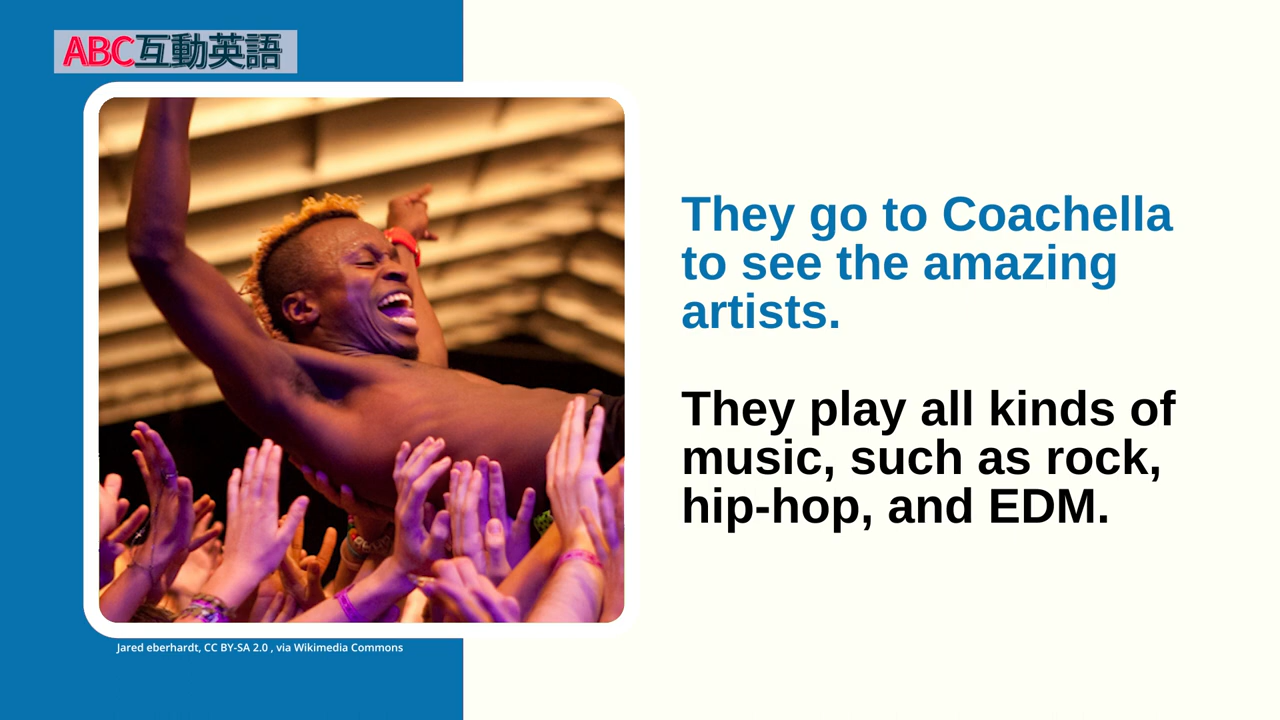 ABC互動英語
They go to Coachella
to see the amazing
artists.
They play all kinds of
music, such as rock,
hip-hop, and EDM.
Jared eberhardt, CC BY-SA 2.0 , via Wikimedia Commons